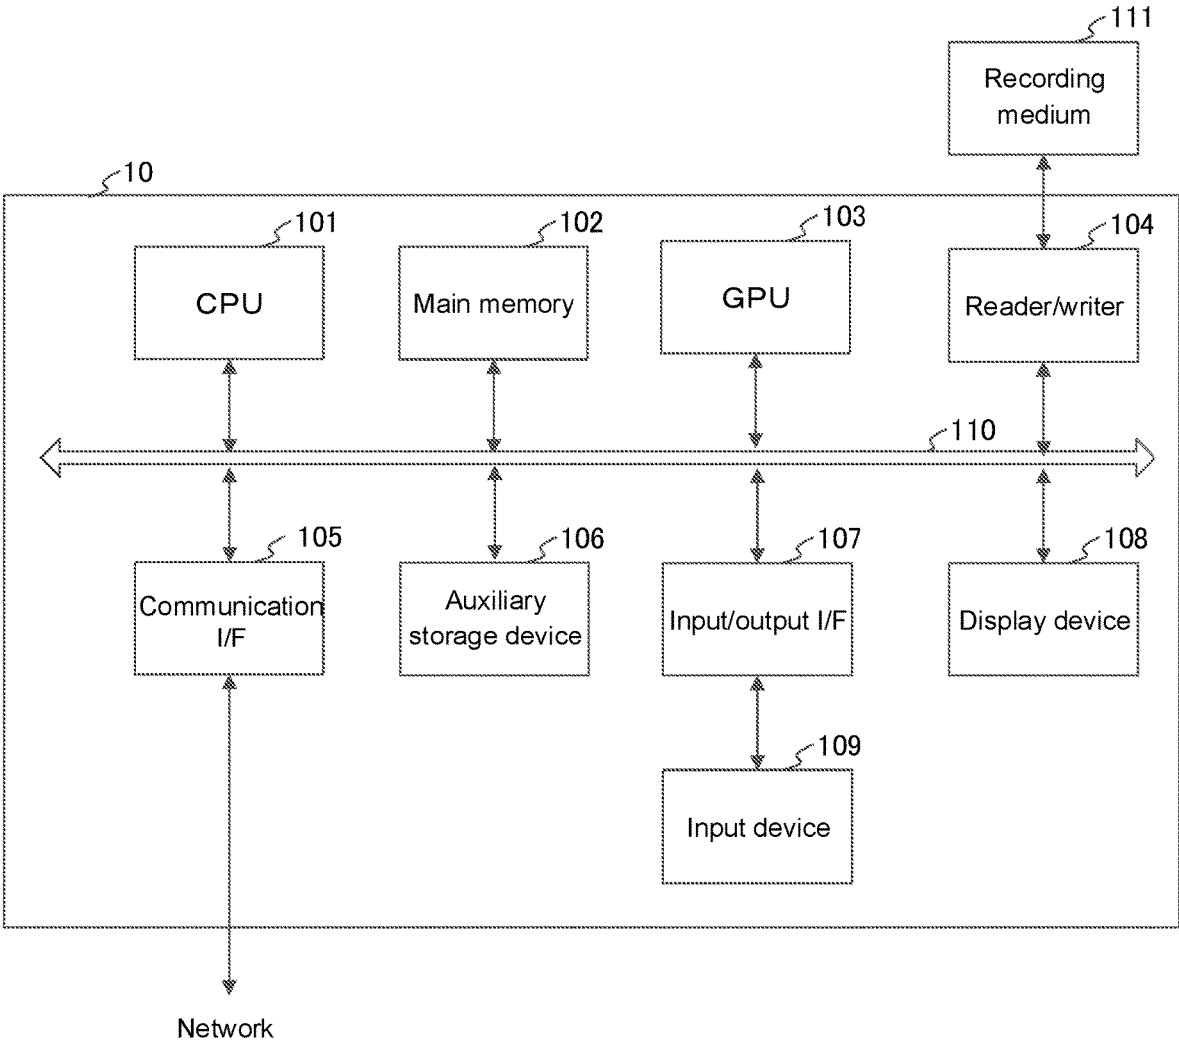 111
Recording
medium
10
101
102
103
104
CPU
Main memory
GPU
Reader/writer
110
105
106
107
108
Communication
I/F
Auxiliary
storage device
Input/output I/F
Display device
109
Input device
Network